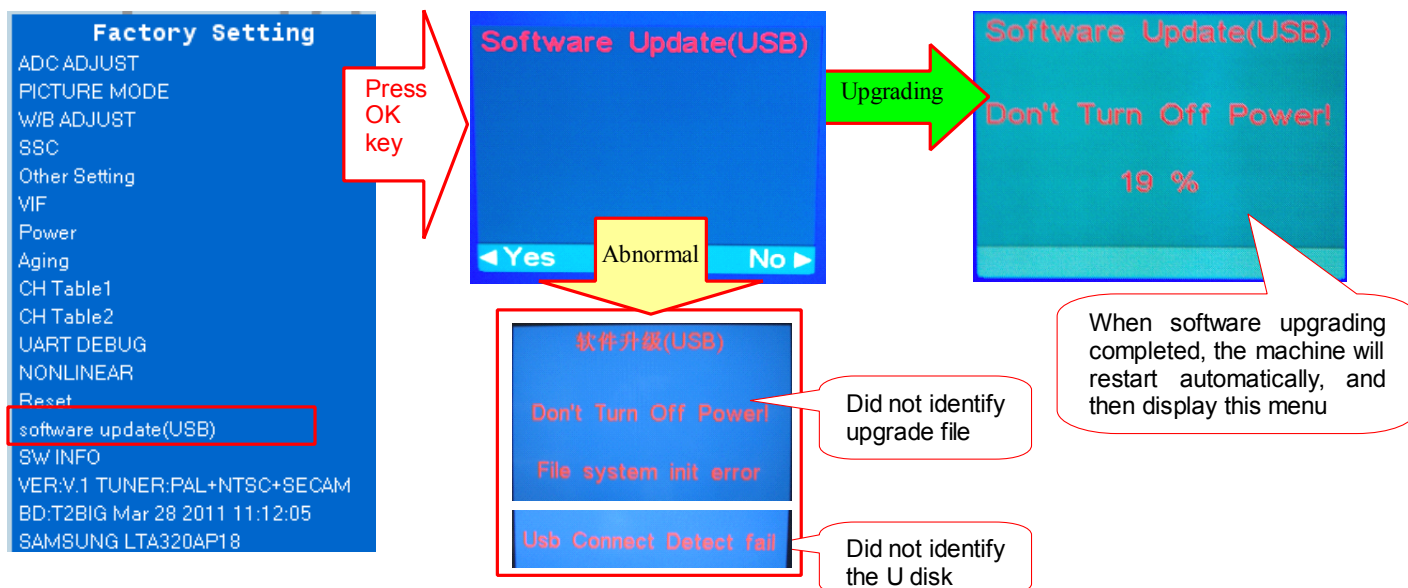 Factory Setting
ADC ADJUST
PICTURE MODE
W/B ADJUST
SSC
Other Setting
VIF
Power
Aging
CH Table1
CH Table2
UART DEBUG
NONLINEAR
Reset
software update(USB)
SW INFO
VER:V.1 TUNER:PAL+NTSC+SECAM
BD:T2BIG Mar 28 2011 11:12:05
SAMSUNG LTA320AP18
Press
OK
key
Software Update(USB)
◄Yes
No►
Upgrading
Software Update(USB)
Don't Turn Off Power!
19 %
When software upgrading
completed, the machine will
restart automatically, and
then display this menu
Abnormal
软件升级(USB)
Don't Turn Off Power!
File system init error
Did not identify
upgrade file
Usb Connect Detect fail
Did not identify
the U disk